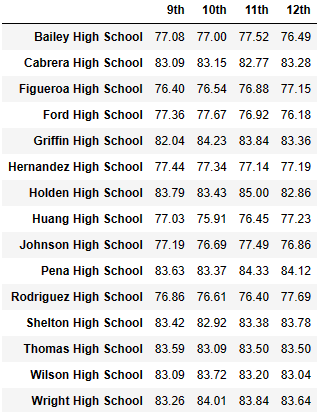 9th 10th 11th 12th
Bailey High School 77.08 77.00 77.52 76.49
Cabrera High School 83.09 83.15 82.77 83.28
Figueroa High School 76.40 76.54 76.88 77.15
Ford High School 77.36 77.67 76.92 76.18
Griffin High School 82.04 84.23 83.84 83.36
Hernandez High School 77.44 77.34 77.14 77.19
Holden High School 83.79 83.43 85.00 82.86
Huang High School 77.03 75.91 76.45 77.23
Johnson High School 77.19 76.69 77.49 76.86
Pena High School 83.63 83.37 84.33 84.12
Rodriguez High School 76.86 76.61 76.40 77.69
Shelton High School 83.42 82.92 83.38 83.78
Thomas High School 83.59 83.09 83.50 83.50
Wilson High School 83.09 83.72 83.20 83.04
Wright High School 83.26 84.01 83.84 83.64